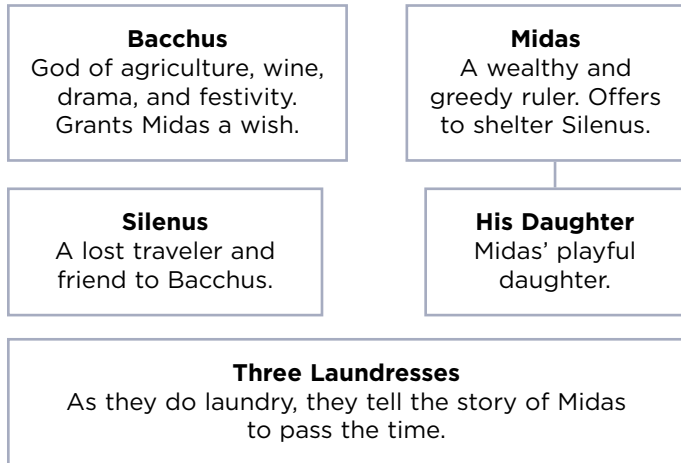 Bacchus
God of agriculture, wine,
drama, and festivity.
Grants Midas a wish.
Midas
A wealthy and
greedy ruler. Offers
to shelter Silenus.
Silenus
A lost traveler and
friend to Bacchus.
His Daughter
Midas’ playful
daughter.
Three Laundresses
As they do laundry, they tell the story of Midas
to pass the time.